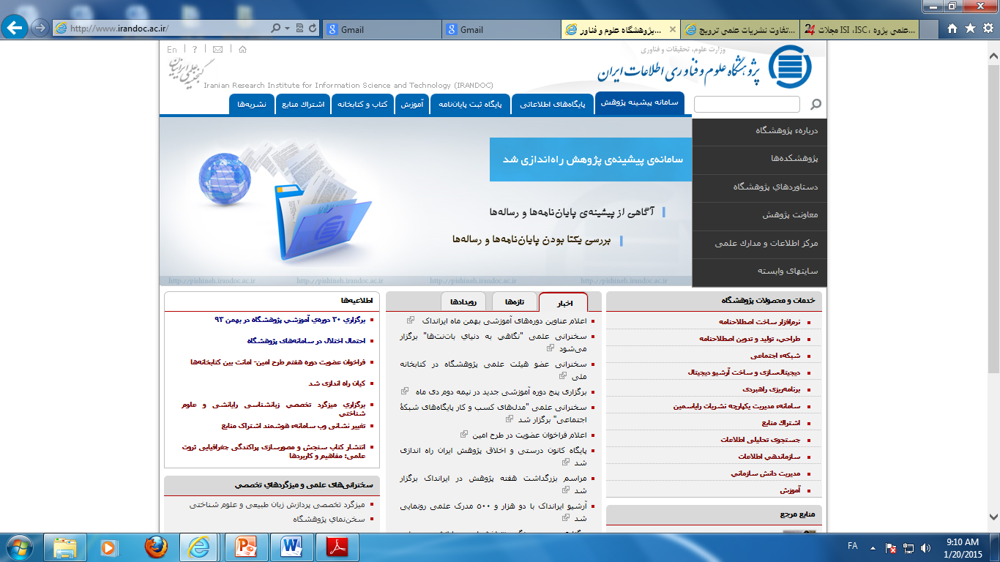 http://www.irandoc.ac.ir/
Gmail
Gmail
پژوهشگاه علوم و فناور...
تفاوت نشریات علمی ترویج...
مجلات ISI ،ISC، علمی پژوه...
En
?
وزارت علوم، تحقیقات و فناوری
پژوهشگاه علوم و فناوری اطلاعات ایران
Iranian Research Institute for Information Science and Technology (IRANDOC)
سامانه پیشینه پژوهش
پایگاه‌های اطلاعاتی
پایگاه ثبت پایان‌نامه
آموزش
کتاب و کتابخانه
اشتراک منابع
نشریه‌ها
درباره‌ء پژوهشگاه
پژوهشکده‌ها
دستاوردهاي پژوهشگاه
معاونت پژوهش
مرکز اطلاعات و مدارك علمی
سایتهای وابسته
سامانه‌ی پیشینه‌ی پژوهش راه‌اندازی شد
آگاهی از پیشینه‌ی پایان‌نامه‌ها و رساله‌ها
بررسی یکتا بودن پایان‌نامه‌ها و رساله‌ها
http://pishineh.irandoc.ac.ir
http://pishineh.irandoc.ac.ir
http://pishineh.irandoc.ac.ir
http://pishineh.irandoc.ac.ir
خدمات و محصولات پژوهشگاه
نرم‌افزار ساخت اصطلاحنامه
طراحی، تولید و تدوین اصطلاحنامه
شبکه‌ء اجتماعی
دیجیتال‌سازی و ساخت آرشیو دیجیتال
برنامه‌ریزی راهبردی
سامانه‌ء مدیریت یکپارچه نشریات رایاسمین
اشتراك منابع
جستجوی تحلیلی اطلاعات
سازماندهي اطلاعات
مدیریت دانش سازمانی
آموزش
منابع مرجع
اخبار
تازه‌ها
رویدادها
اعلام عناوین دوره‌های آموزشی بهمن ماه ایرانداک
سخنرانی علمی "نگاهي به دنیاي بات‌نت‌ها" برگزار
می‌شود
سخنرانی عضو هیئت علمی پژوهشگاه در کتابخانه
ملی
برگزاری پنج دوره آموزشی جدید در نیمه دوم دی ماه
سخنرانی علمی "مدل‌های کسب و کار پایگاه‌های شبکهٔ
اجتماعی" برگزار شد
اعلام فراخوان عضویت در طرح امین
پایگاه کانون درستی و اخلاق پژوهش ایران راه اندازی
شد
مراسم بزرگداشت هفته پژوهش در ایرانداک برگزار
شد
آرشیو ایرانداک با دو هزار و ۵۰۰ مدرک علمی رونمایی
شد
اطلاعیه‌ها
برگزاري ۳۰ دوره‌ي آموزشی پژوهشگاه در بهمن ۹۳
احتمال اختلال در سامانه‌های پژوهشگاه
فراخوان عضویت دوره هفتم طرح امین- امانت بین کتابخانه‌ها
کیان راه اندازی شد
برگزاري میزگرد تخصصي زبانشناسی رایانشی و علوم
شناختی
تغییر نشانی وب سامانه‌ء هوشمند اشتراک منابع
انتشار کتاب سنجش و مصورسازی پراکندگی جغرافیایی ثروت
علمی: مفاهیم و کاربردها
سخنرانی‌های علمی و میزگردهاي تخصصی
میزگرد تخصصی پردازش زبان طبیعی و علوم شناختی
سخن‌نماي پژوهشگاه
FA
9:10 AM
1/20/2015